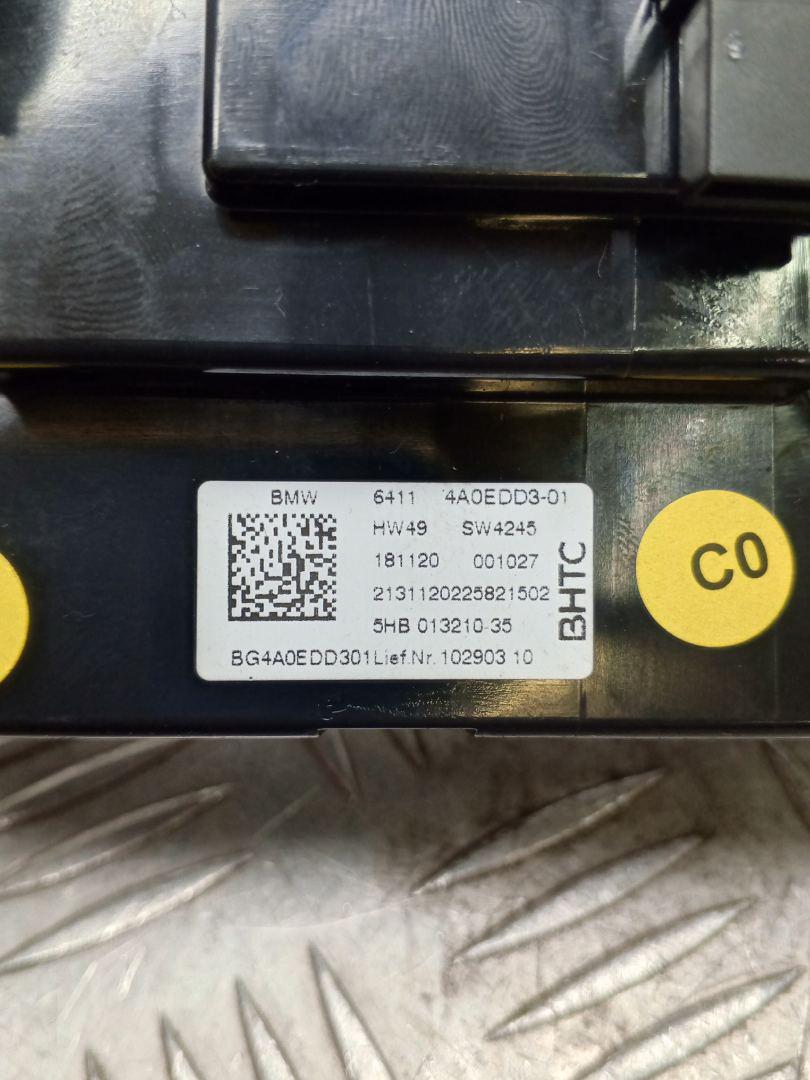 BMW 6411 4A0EDD3-01
HW49 SW4245
181120 001027
2131120225821502
5HB 013210-35
BG4A0EDD301 Lief.Nr. 102903 10
BHTC
C0